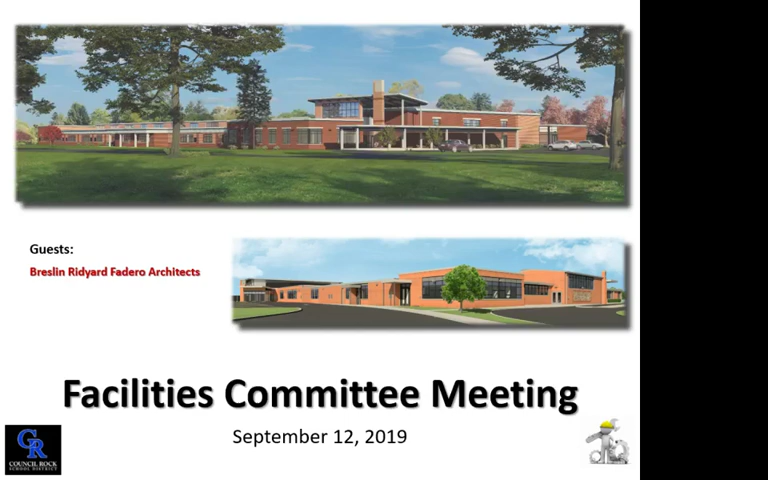 Guests:
Breslin Ridyard Fadero Architects
Facilities Committee Meeting
September 12, 2019
CR
COUNCIL ROCK
SCHOOL DISTRICT